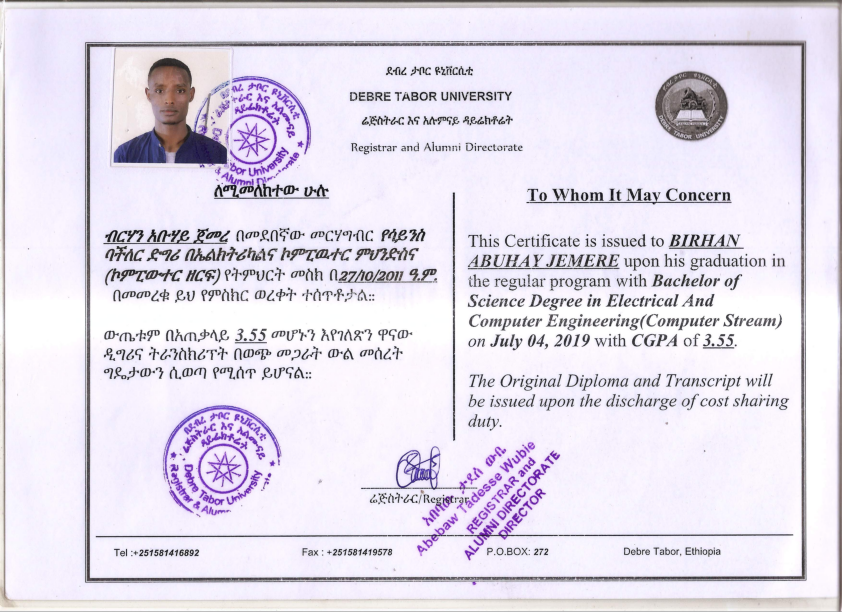 ደብረ ታቦር ዩኒቨርሲቲ
DEBRE TABOR UNIVERSITY
ሬጅስትራር እና አሉምናይ ዳይሬክቶሬት
Registrar and Alumni Directorate
ለሚመለከተው ሁሉ
ብርሃን አቡሃይ ጀመረ በመደበኛው መርሃግብር የሳይንስ
ባችለር ድግሪ በኤልክትሪካልና ኮምፒዉተር ምህንድስና
(ኮምፒውተር ዘርፍ) የትምህርት መስክ በ27/10/2011 ዓ.ም.
በመመረቁ ይህ የምስክር ወረቀት ተሰጥቶታል።
ውጤቱም በአጠቃላይ 3.55 መሆኑን እየገለጽን ዋናው
ዲግሪና ትራንስክሪፕት በወጭ መጋራት ውል መሰረት
ግዴታውን ሲወጣ የሚሰጥ ይሆናል።
To Whom It May Concern
This Certificate is issued to BIRHAN
ABUHAY JEMERE upon his graduation in
the regular program with Bachelor of
Science Degree in Electrical And
Computer Engineering(Computer Stream)
on July 04, 2019 with CGPA of 3.55.
The Original Diploma and Transcript will
be issued upon the discharge of cost sharing
duty.
Debre Tabor University
Registrar & Alum
ሬጅስትራር/Registrar
Abebaw Tadesse Wubie
REGISTRAR and
ALUMNI DIRECTORATE
DIRECTOR
Tel :+251581416892
Fax : +251581419578
P.O.BOX: 272
Debre Tabor, Ethiopia